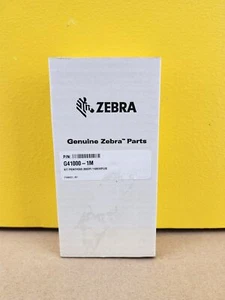 ZEBRA
Genuine Zebra™ Parts
P/N:
G41000-1M